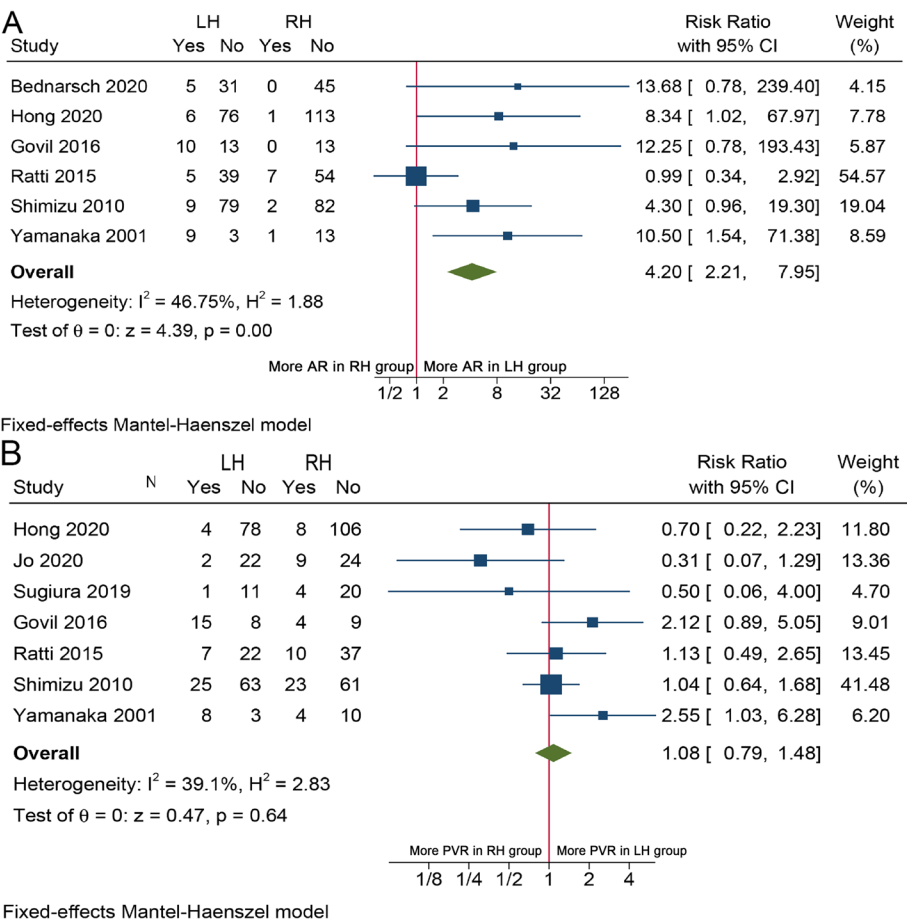 A
LH RH Risk Ratio Weight
Study Yes No Yes No with 95% CI (%)
Bednarsch 2020 5 31 0 45 13.68 [ 0.78, 239.40] 4.15
Hong 2020 6 76 1 113 8.34 [ 1.02, 67.97] 7.78
Govil 2016 10 13 0 13 12.25 [ 0.78, 193.43] 5.87
Ratti 2015 5 39 7 54 0.99 [ 0.34, 2.92] 54.57
Shimizu 2010 9 79 2 82 4.30 [ 0.96, 19.30] 19.04
Yamanaka 2001 9 3 1 13 10.50 [ 1.54, 71.38] 8.59
Overall 4.20 [ 2.21, 7.95]
Heterogeneity: I² = 46.75%, H² = 1.88
Test of θ = 0: z = 4.39, p = 0.00
More AR in RH group More AR in LH group
1/2 1 2 8 32 128
Fixed-effects Mantel-Haenszel model
B
LH RH Risk Ratio Weight
Study N Yes No Yes No with 95% CI (%)
Hong 2020 4 78 8 106 0.70 [ 0.22, 2.23] 11.80
Jo 2020 2 22 9 24 0.31 [ 0.07, 1.29] 13.36
Sugiura 2019 1 11 4 20 0.50 [ 0.06, 4.00] 4.70
Govil 2016 15 8 4 9 2.12 [ 0.89, 5.05] 9.01
Ratti 2015 7 22 10 37 1.13 [ 0.49, 2.65] 13.45
Shimizu 2010 25 63 23 61 1.04 [ 0.64, 1.68] 41.48
Yamanaka 2001 8 3 4 10 2.55 [ 1.03, 6.28] 6.20
Overall 1.08 [ 0.79, 1.48]
Heterogeneity: I² = 39.1%, H² = 2.83
Test of θ = 0: z = 0.47, p = 0.64
More PVR in RH group More PVR in LH group
1/8 1/4 1/2 1 2 4
Fixed-effects Mantel-Haenszel model